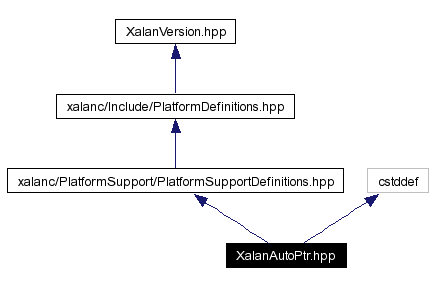 XalanVersion.hpp
xalanc/Include/PlatformDefinitions.hpp
xalanc/PlatformSupport/PlatformSupportDefinitions.hpp
cstddef
XalanAutoPtr.hpp